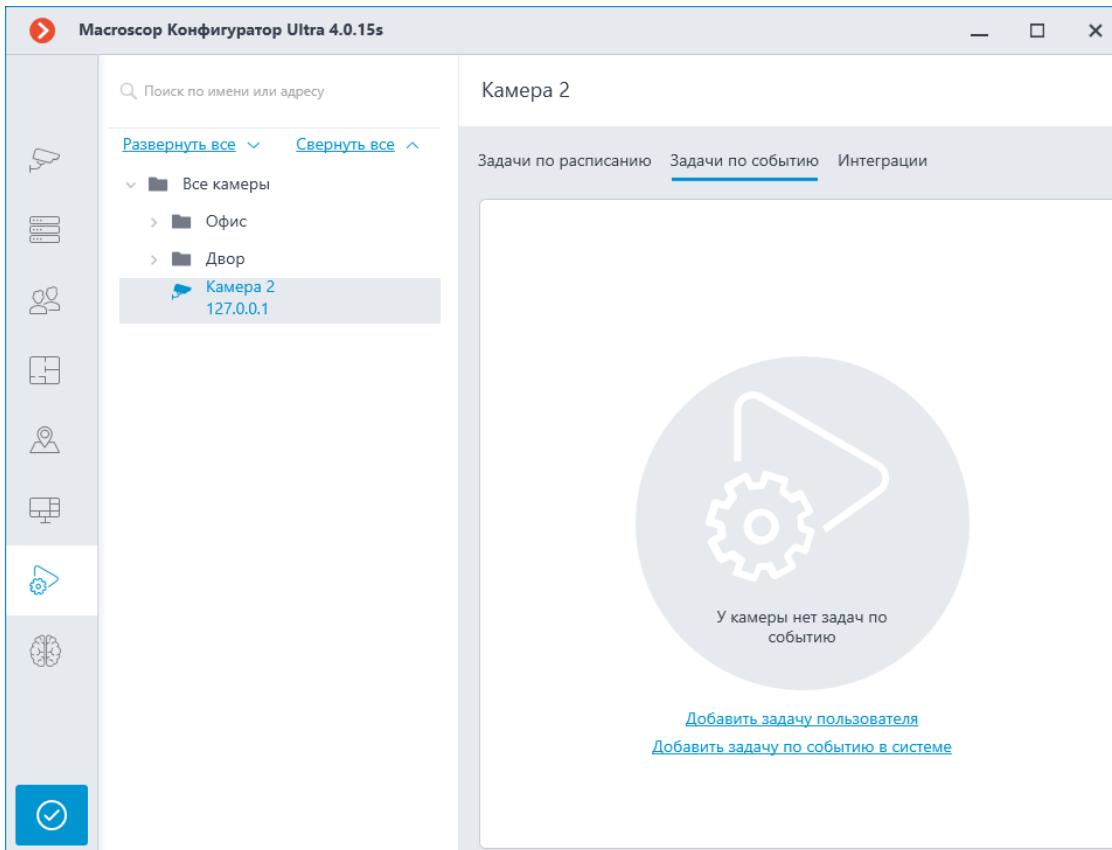 Macroscop Конфигуратор Ultra 4.0.15s
Поиск по имени или адресу
Развернуть все Свернуть все
Все камеры
Офис
Двор
Камера 2
127.0.0.1
Камера 2
Задачи по расписанию Задачи по событию Интеграции
У камеры нет задач по
событию
Добавить задачу пользователя
Добавить задачу по событию в системе